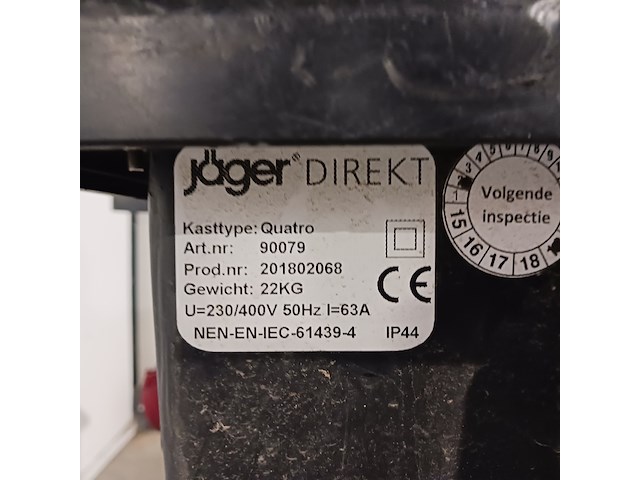 jäger® DIREKT
Kasttype: Quatro
Art.nr: 90079
Prod.nr: 201802068
Gewicht: 22KG
U=230/400V 50Hz I=63A
NEN-EN-IEC-61439-4 IP44
CE
Volgende
inspectie
15 16 17 18